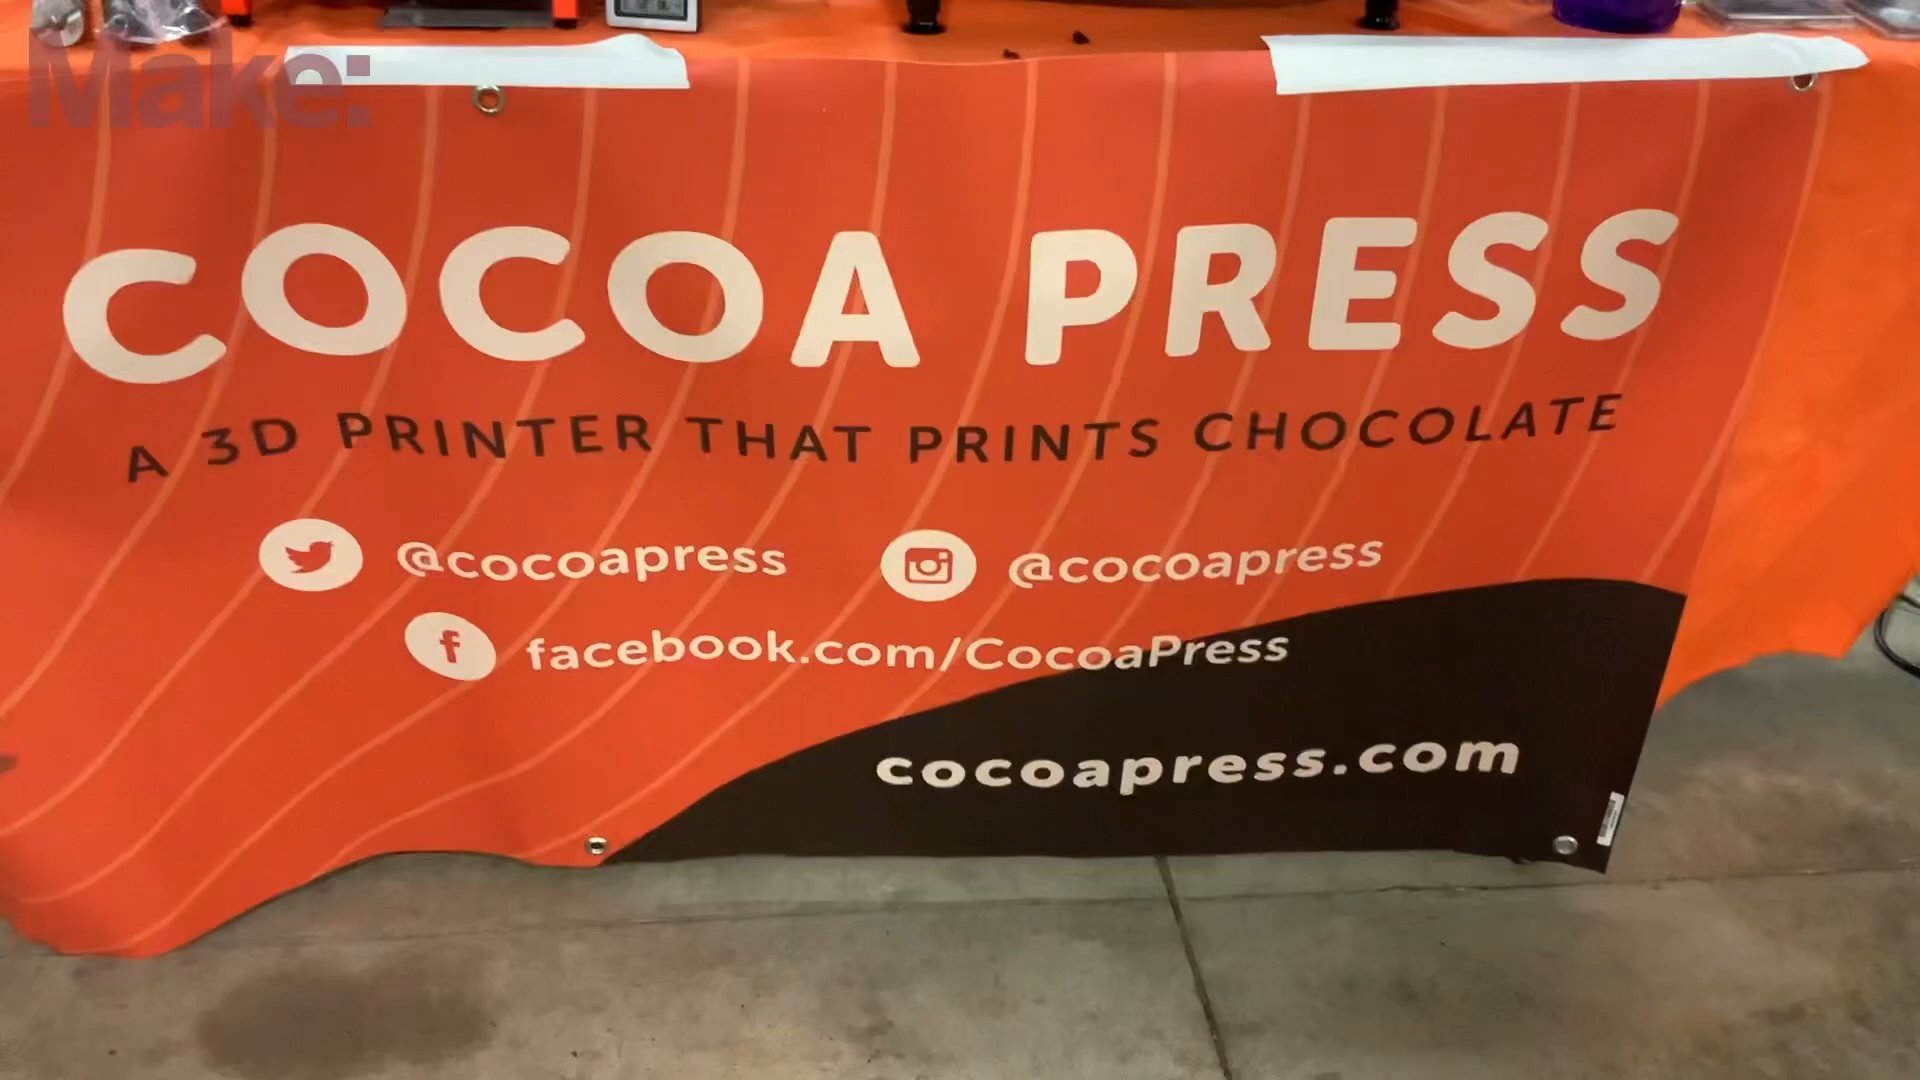 Make:
COCOA PRESS
A 3D PRINTER THAT PRINTS CHOCOLATE
@cocoapress @cocoapress
facebook.com/CocoaPress
cocoapress.com